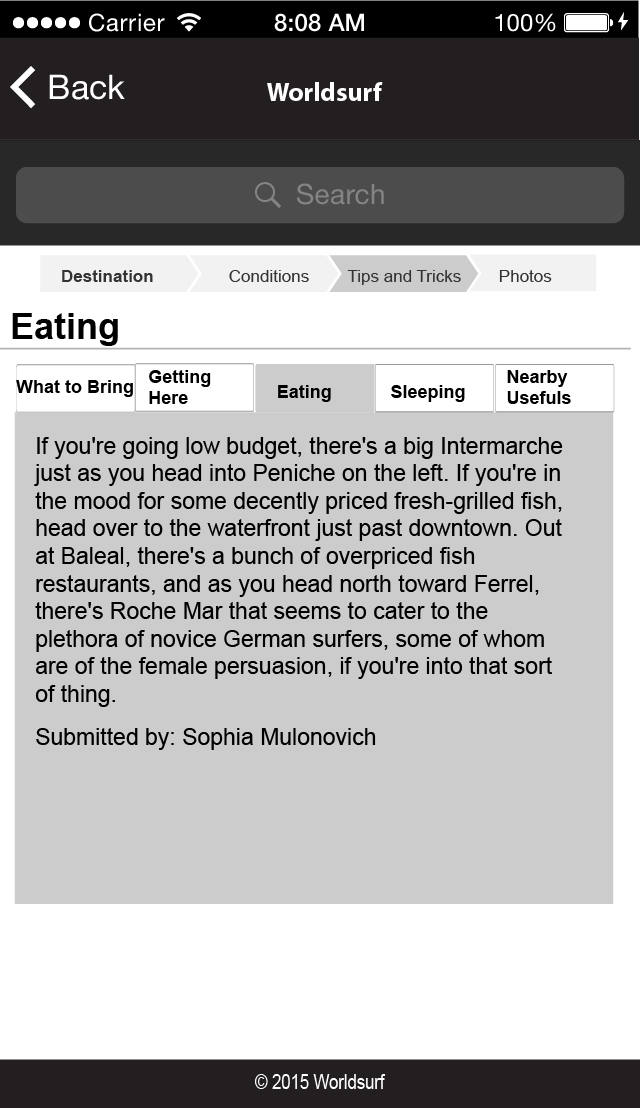 Carrier 8:08 AM 100%
Back Worldsurf
Search
Destination Conditions Tips and Tricks Photos
Eating
What to Bring Getting Here Eating Sleeping Nearby Usefuls
If you're going low budget, there's a big Intermarche
just as you head into Peniche on the left. If you're in
the mood for some decently priced fresh-grilled fish,
head over to the waterfront just past downtown. Out
at Baleal, there's a bunch of overpriced fish
restaurants, and as you head north toward Ferrel,
there's Roche Mar that seems to cater to the
plethora of novice German surfers, some of whom
are of the female persuasion, if you're into that sort
of thing.
Submitted by: Sophia Mulonovich
© 2015 Worldsurf